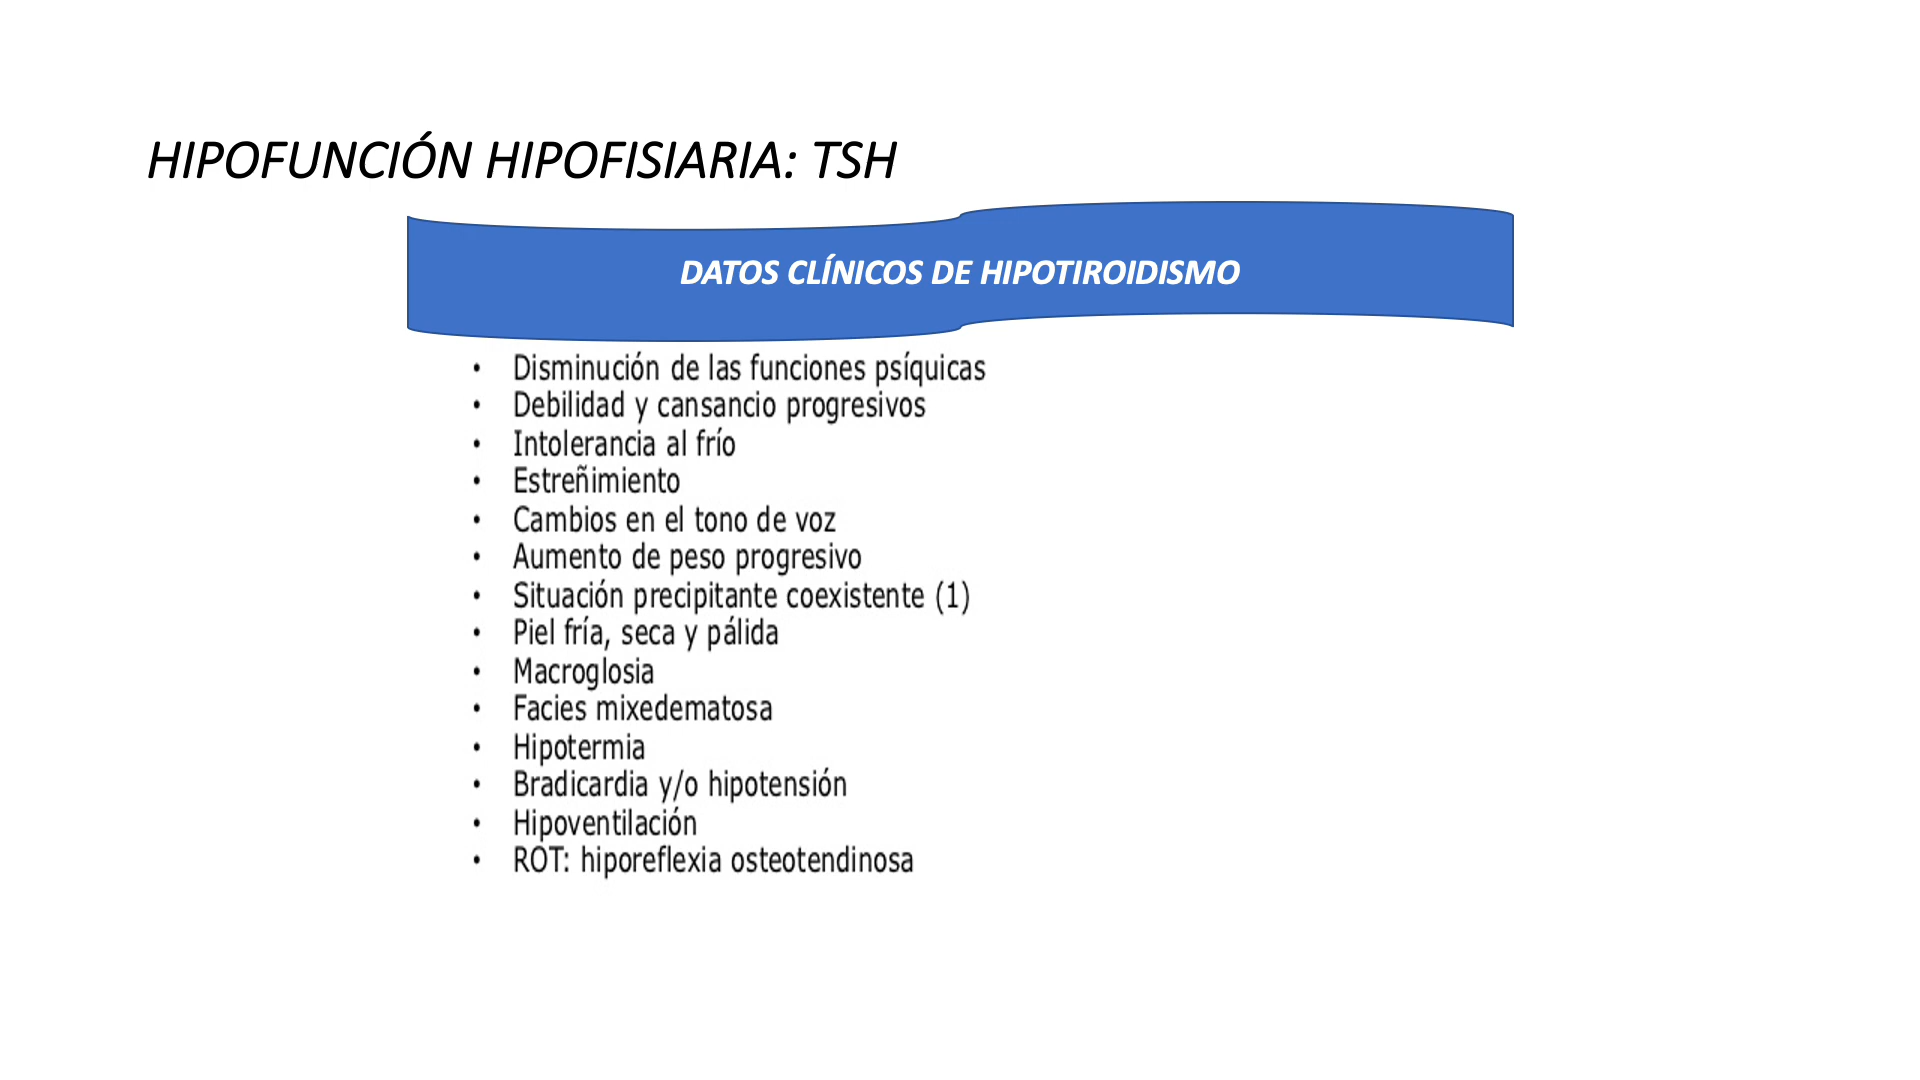 HIPOFUNCIÓN HIPOFISIARIA: TSH
DATOS CLÍNICOS DE HIPOTIROIDISMO
• Disminución de las funciones psíquicas
• Debilidad y cansancio progresivos
• Intolerancia al frío
• Estreñimiento
• Cambios en el tono de voz
• Aumento de peso progresivo
• Situación precipitante coexistente (1)
• Piel fría, seca y pálida
• Macroglosia
• Facies mixedematosa
• Hipotermia
• Bradicardia y/o hipotensión
• Hipoventilación
• ROT: hiporeflexia osteotendinosa